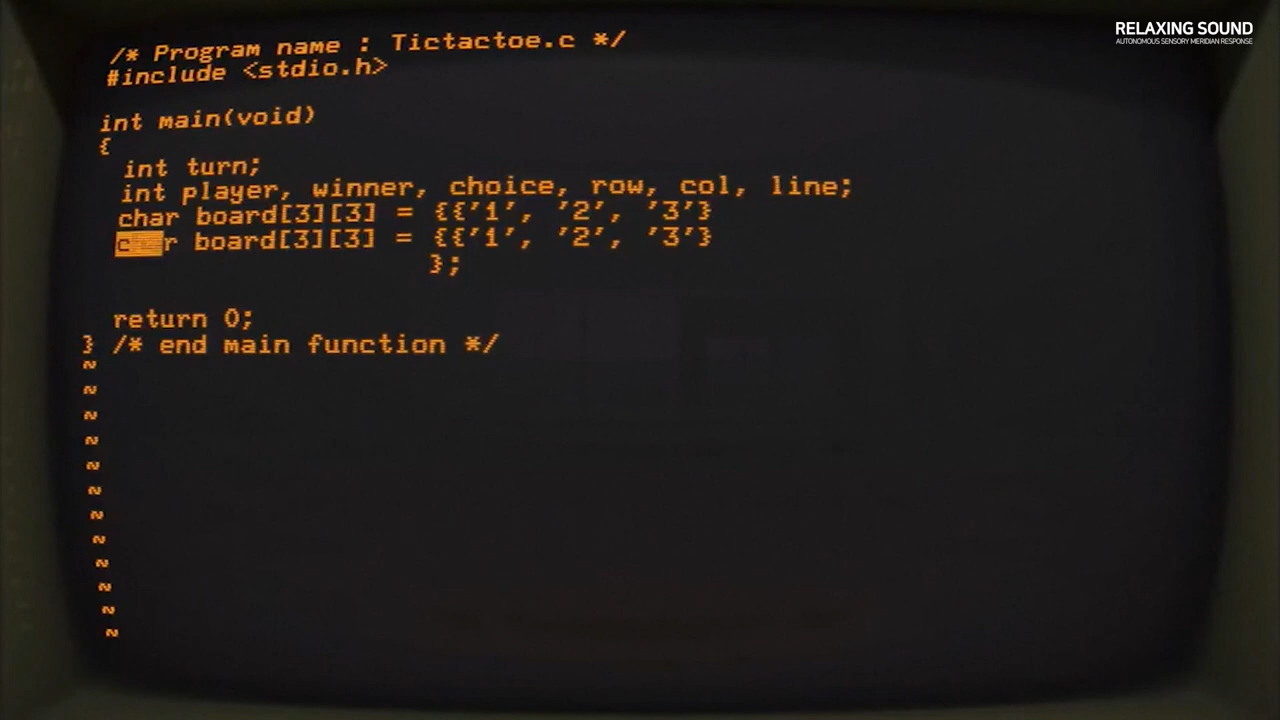 /* Program name : Tictactoe.c */
#include <stdio.h>
int main(void)
{
int turn;
int player, winner, choice, row, col, line;
char board[3][3] = {{'1', '2', '3'}
char board[3][3] = {{'1', '2', '3'}
};
return 0;
} /* end main function */
~
~
~
~
~
~
~
~
~
~
~
~
RELAXING SOUND
AUTONOMOUS SENSORY MERIDIAN RESPONSE